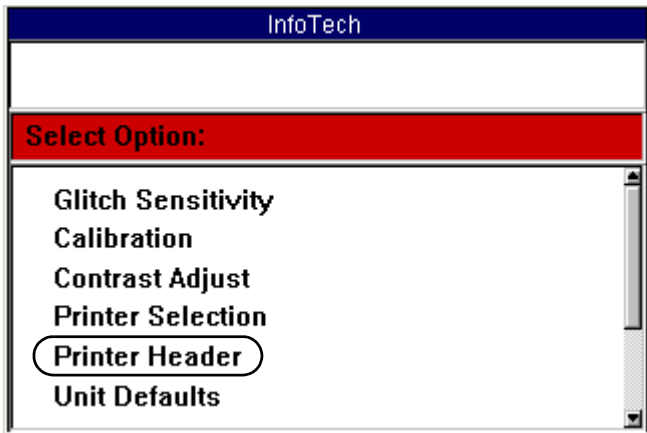 InfoTech
Select Option:
Glitch Sensitivity
Calibration
Contrast Adjust
Printer Selection
Printer Header
Unit Defaults